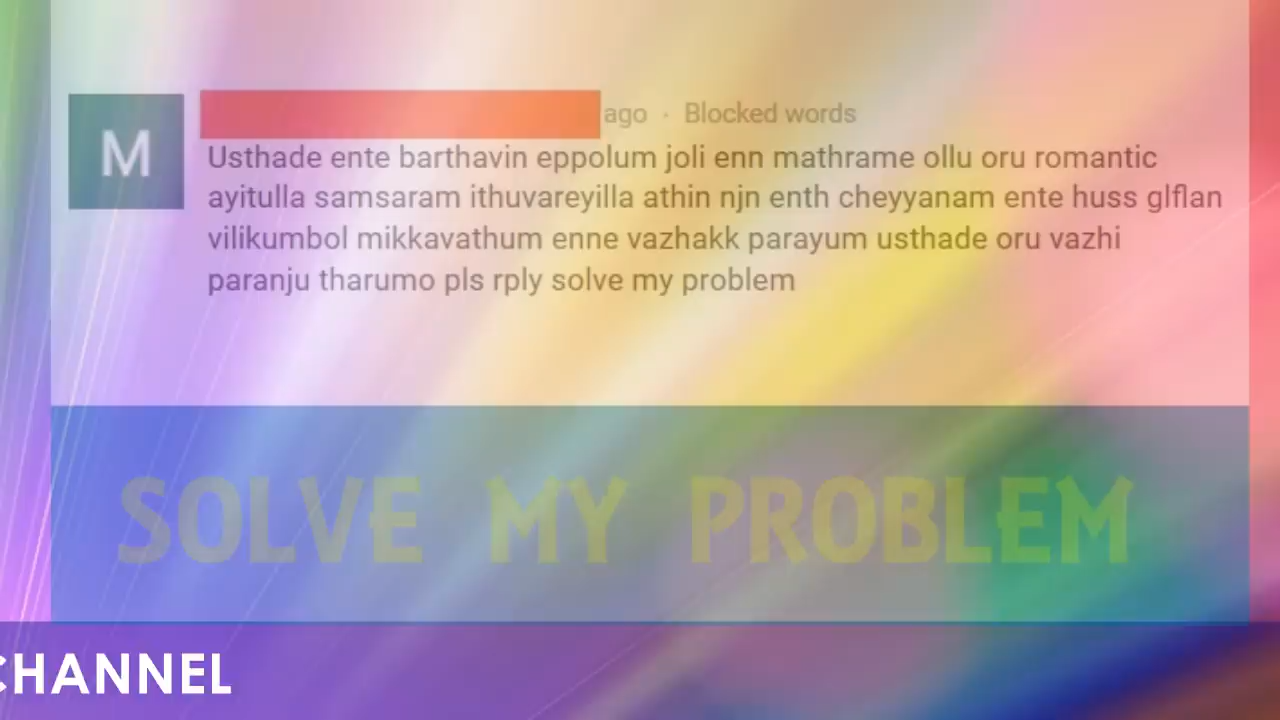 M
ago · Blocked words
Usthade ente barthavin eppolum joli enn mathrame ollu oru romantic
ayitulla samsaram ithuvareyilla athin njn enth cheyyanam ente huss glflan
vilikumbol mikkavathum enne vazhakk parayum usthade oru vazhi
paranju tharumo pls rply solve my problem
SOLVE MY PROBLEM
CHANNEL